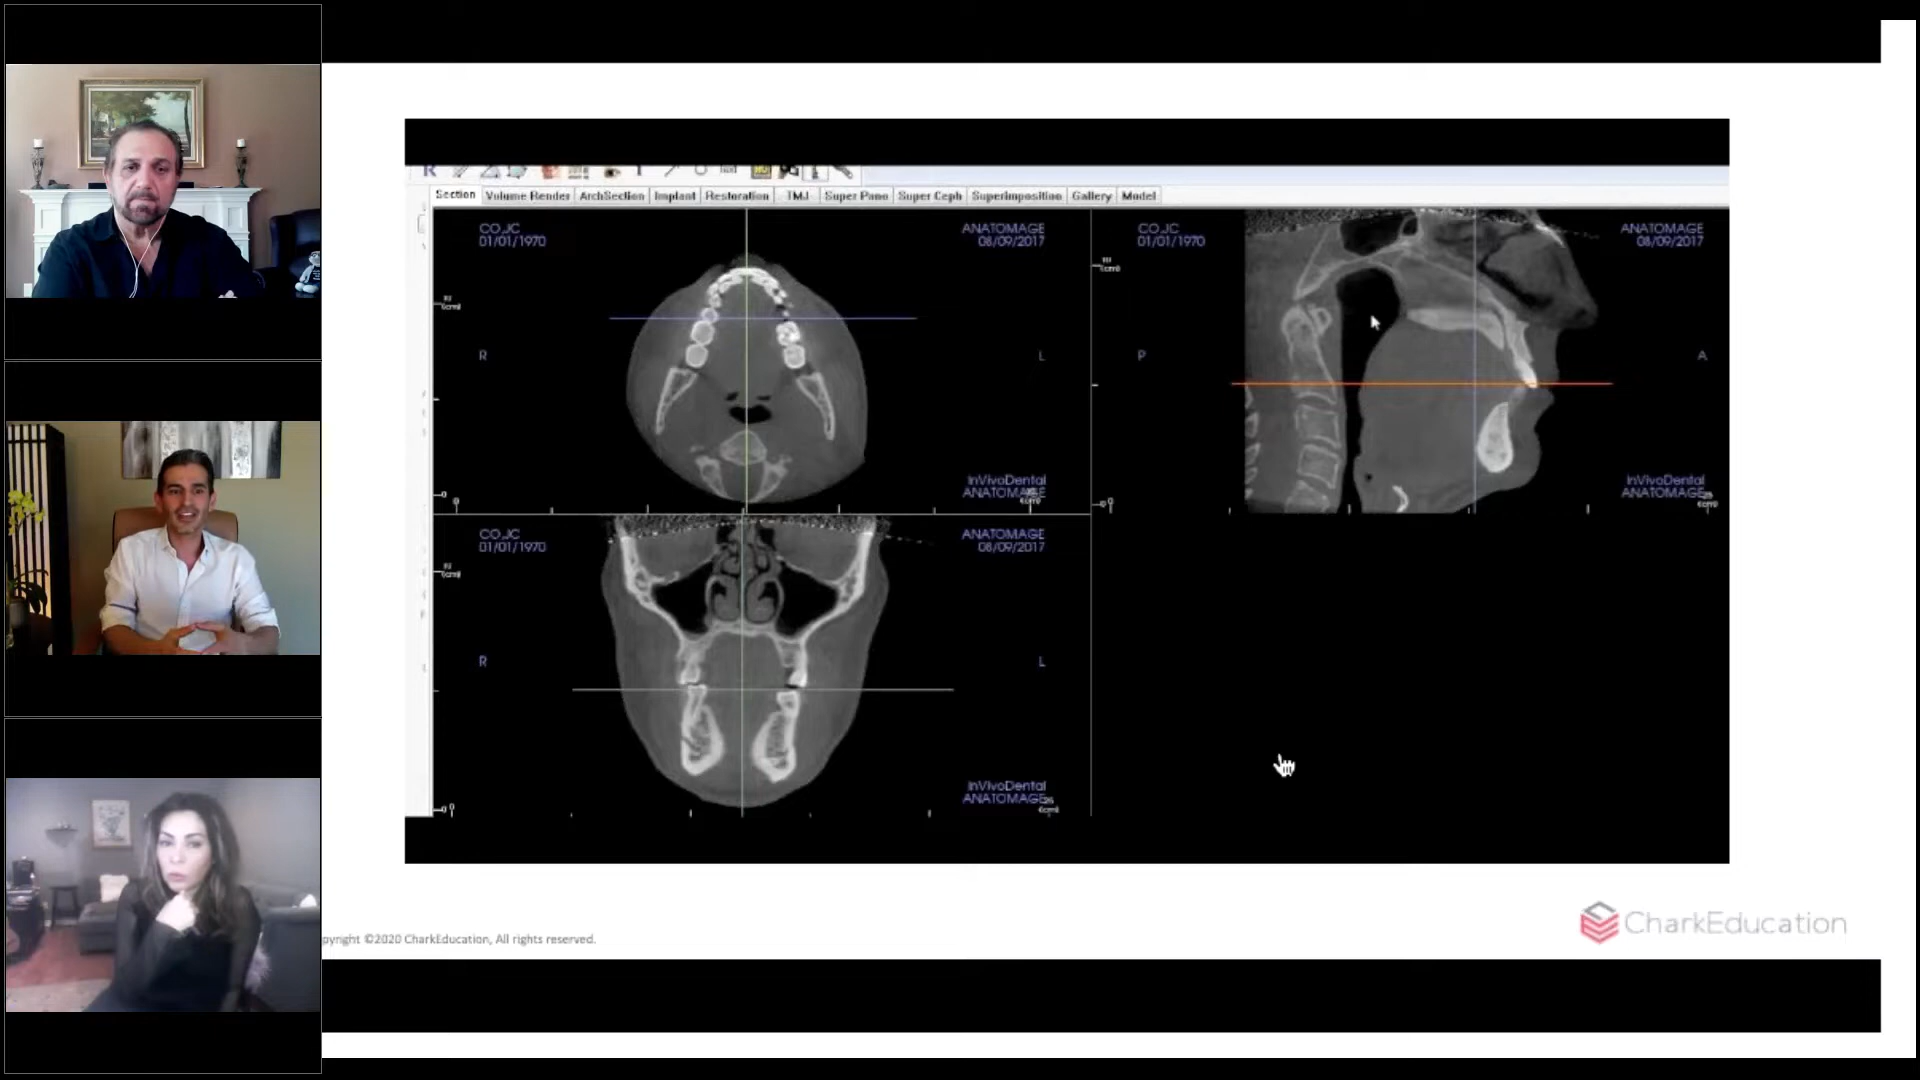 Section Volume Render ArchSection Implant Restoration TMJ Super Pano Super Ceph Superimposition Gallery Model
CO,JC
01/01/1970
ANATOMAGE
08/09/2017
R
L
InVivoDental
ANATOMAGE
CO,JC
01/01/1970
ANATOMAGE
08/09/2017
P
A
InVivoDental
ANATOMAGE
CO,JC
01/01/1970
ANATOMAGE
08/09/2017
R
L
InVivoDental
ANATOMAGE
CharkEducation
pyright ©2020 CharkEducation, All rights reserved.